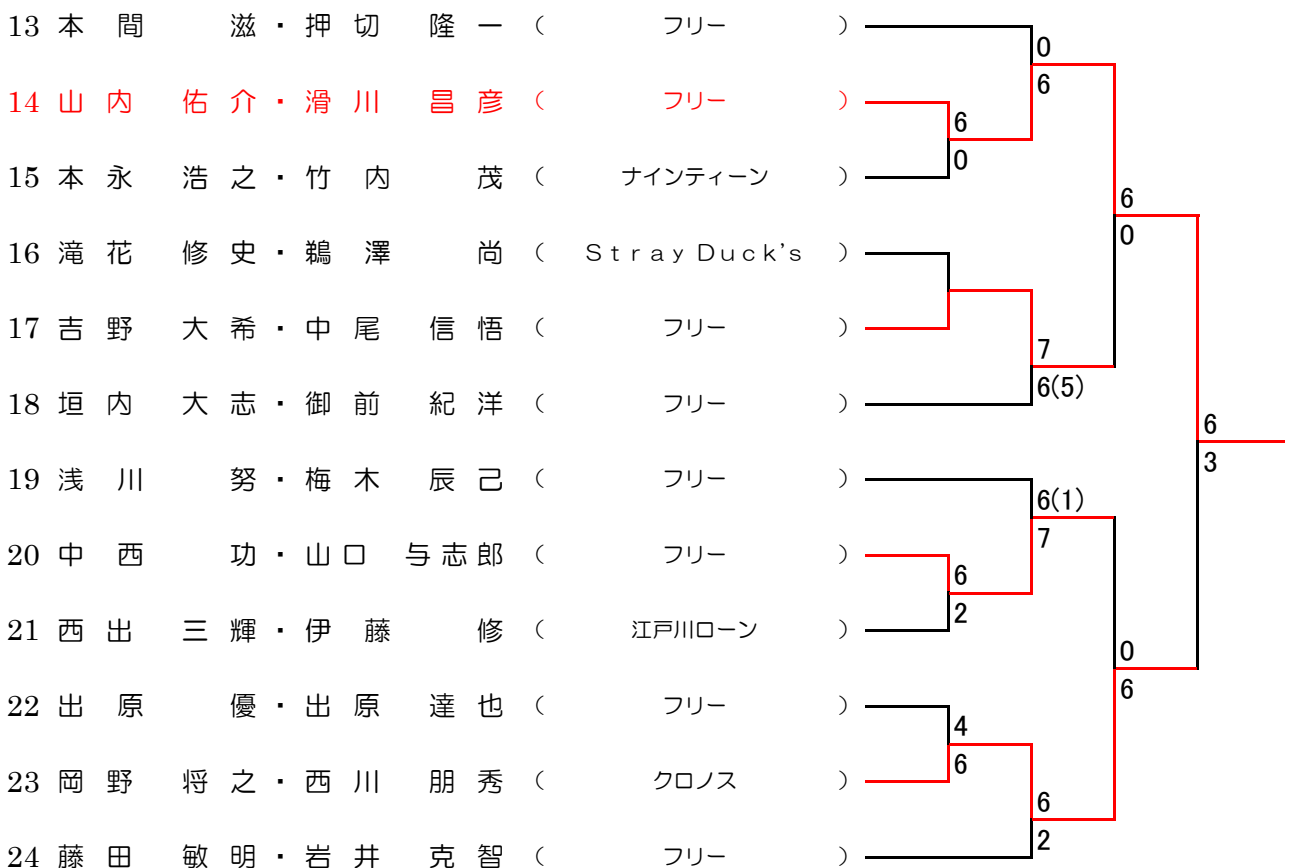 13 本間 滋・押切 隆一 ( フリー )
0
6
14 山内 佑介・滑川 昌彦 ( フリー )
6
0
15 本永 浩之・竹内 茂 ( ナインティーン )
6
0
16 滝花 修史・鵜澤 尚 ( Stray Duck's )
17 吉野 大希・中尾 信悟 ( フリー )
7
6(5)
18 垣内 大志・御前 紀洋 ( フリー )
6
3
19 浅川 努・梅木 辰己 ( フリー )
6(1)
7
20 中西 功・山口 与志郎 ( フリー )
6
2
21 西出 三輝・伊藤 修 ( 江戸川ローン )
0
6
22 出原 優・出原 達也 ( フリー )
4
6
23 岡野 将之・西川 朋秀 ( クロノス )
6
2
24 藤田 敏明・岩井 克智 ( フリー )